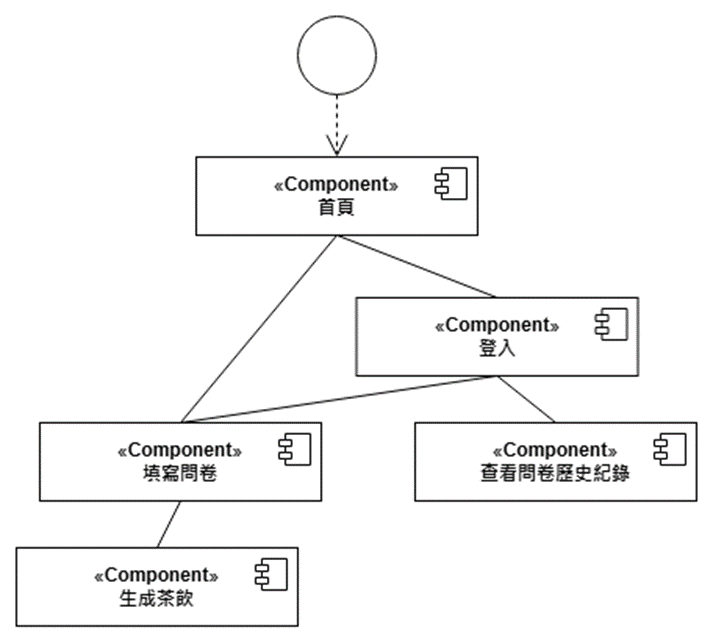 «Component»
首頁
«Component»
登入
«Component»
填寫問卷
«Component»
查看問卷歷史紀錄
«Component»
生成茶飲